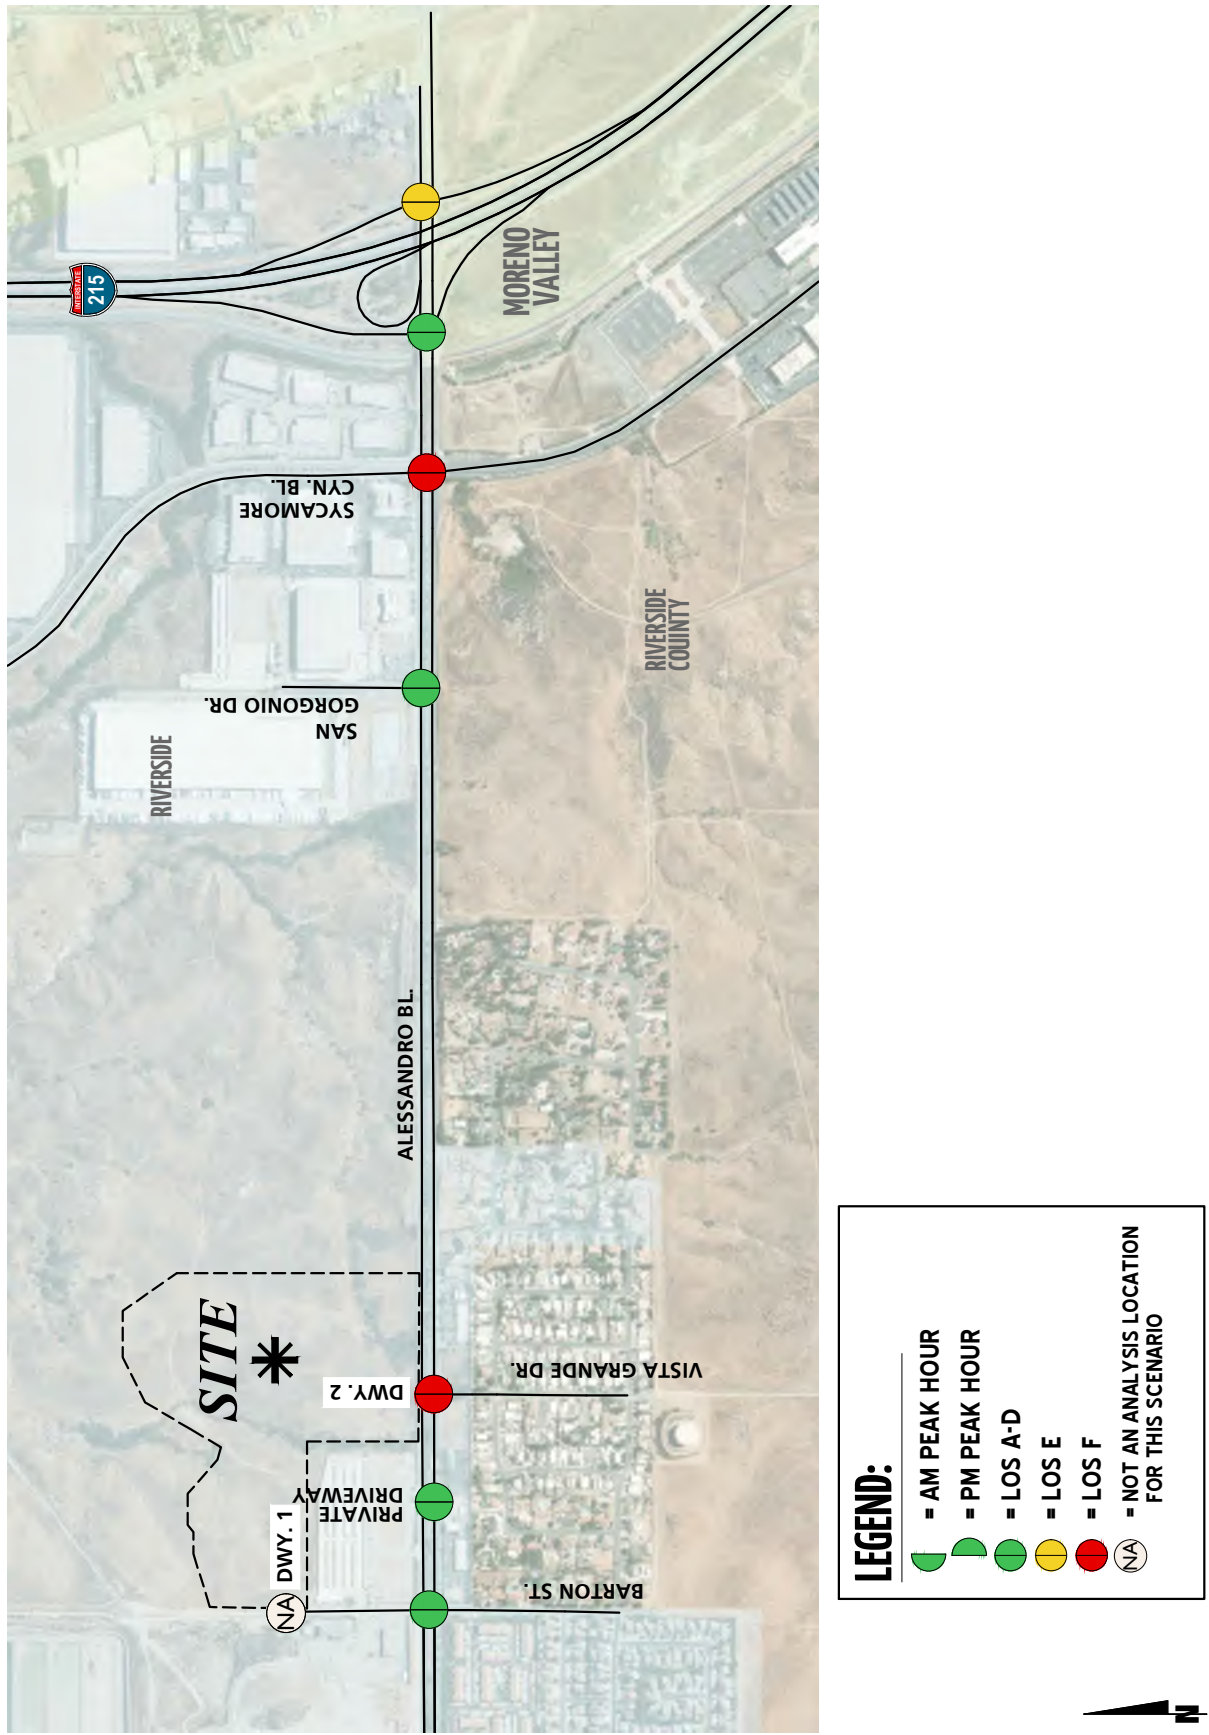 INTERSTATE
215
MORENO
VALLEY
SYCAMORE
CYN. BL.
RIVERSIDE
COUINTY
SAN
GORGONIO DR.
RIVERSIDE
ALESSANDRO BL.
SITE
DWY. 2
VISTA GRANDE DR.
PRIVATE
DRIVEWAY
DWY. 1
NA
BARTON ST.
LEGEND:
= AM PEAK HOUR
= PM PEAK HOUR
= LOS A-D
= LOS E
= LOS F
NA
= NOT AN ANALYSIS LOCATION
FOR THIS SCENARIO
N